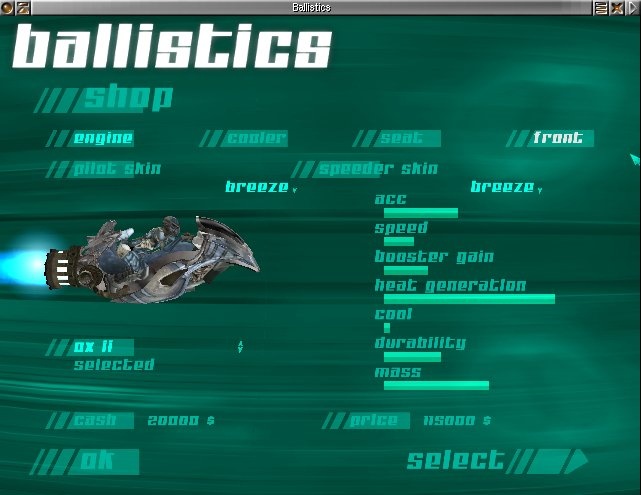 Ballistics
ballistics
shop
engine cooler seat front
pilot skin speeder skin
breeze breeze
acc
speed
booster gain
heat generation
cool
durability
mass
ox 11
selected
cash 20000 $ price 115000 $
ok select